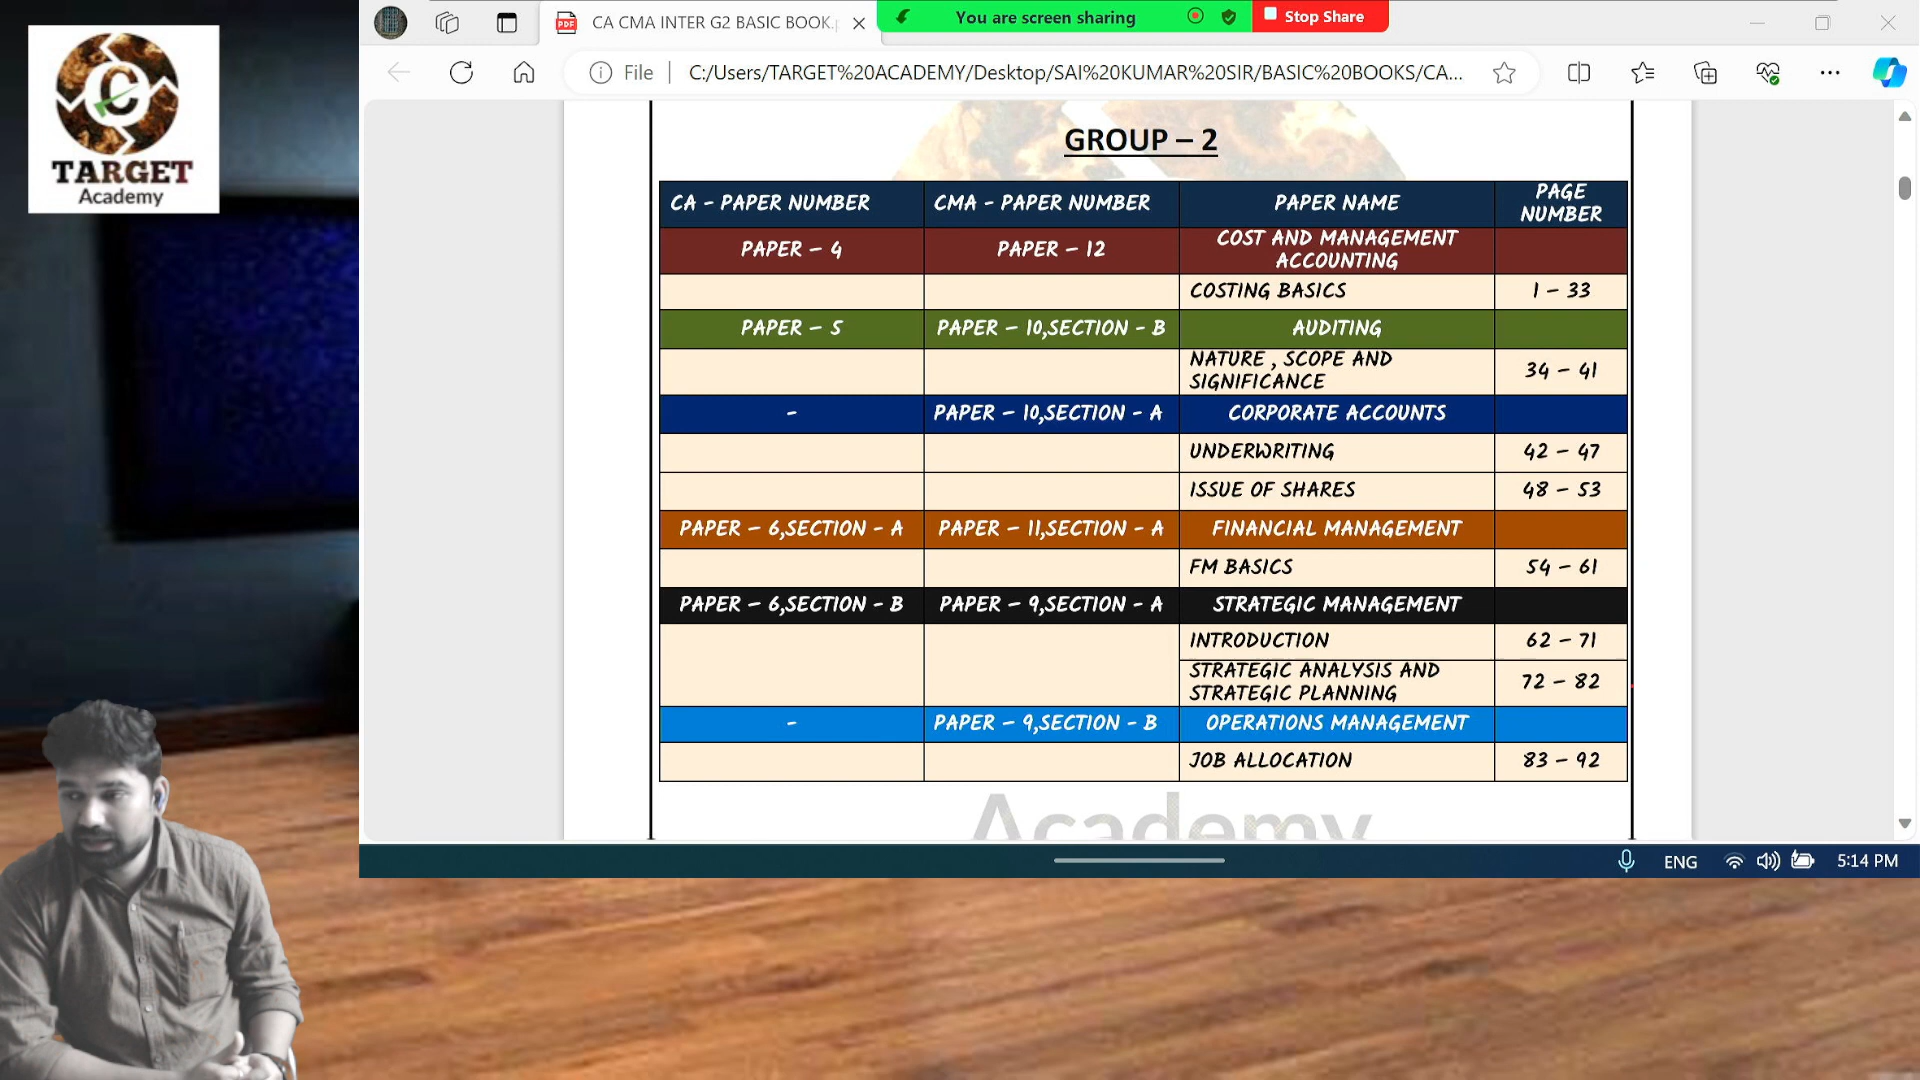 TARGET
Academy
CA CMA INTER G2 BASIC BOOK.
You are screen sharing
Stop Share
File
C:/Users/TARGET%20ACADEMY/Desktop/SAI%20KUMAR%20SIR/BASIC%20BOOKS/CA...
GROUP – 2
CA - PAPER NUMBER CMA - PAPER NUMBER PAPER NAME PAGE NUMBER
PAPER – 4 PAPER – 12 COST AND MANAGEMENT ACCOUNTING
COSTING BASICS 1 – 33
PAPER – 5 PAPER – 10,SECTION - B AUDITING
NATURE , SCOPE AND SIGNIFICANCE 34 – 41
- PAPER – 10,SECTION - A CORPORATE ACCOUNTS
UNDERWRITING 42 – 47
ISSUE OF SHARES 48 – 53
PAPER – 6,SECTION - A PAPER – 11,SECTION - A FINANCIAL MANAGEMENT
FM BASICS 54 – 61
PAPER – 6,SECTION - B PAPER – 9,SECTION - A STRATEGIC MANAGEMENT
INTRODUCTION 62 – 71
STRATEGIC ANALYSIS AND STRATEGIC PLANNING 72 – 82
- PAPER – 9,SECTION - B OPERATIONS MANAGEMENT
JOB ALLOCATION 83 – 92
Academy
ENG
5:14 PM